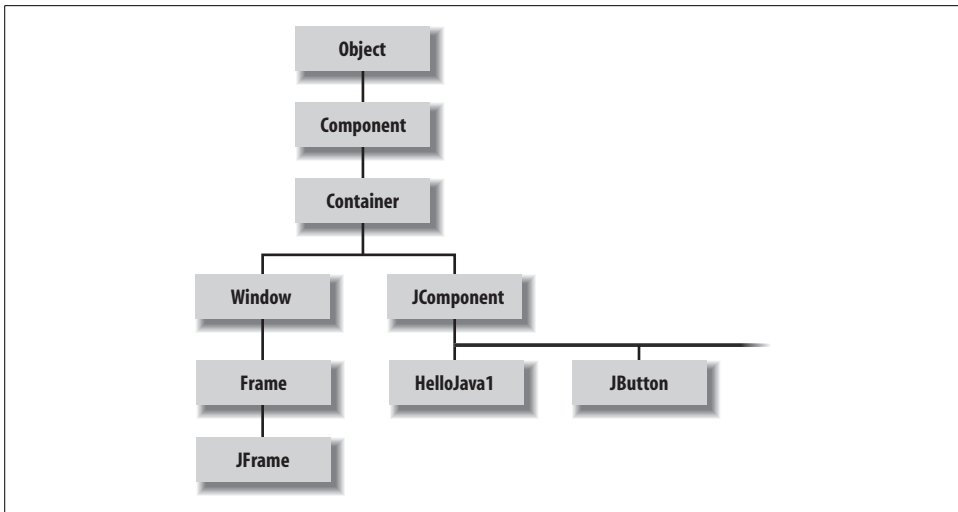 Object
Component
Container
Window
JComponent
Frame
HelloJava1
JButton
JFrame